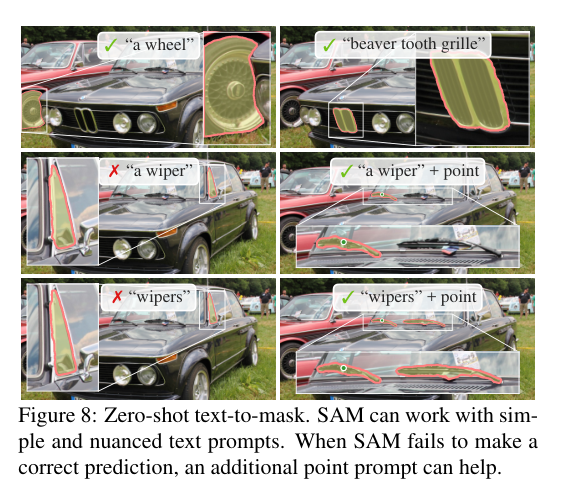 ✓ “a wheel”
✓ “beaver tooth grille”
✗ “a wiper”
✓ “a wiper” + point
✗ “wipers”
✓ “wipers” + point
Figure 8: Zero-shot text-to-mask. SAM can work with sim-
ple and nuanced text prompts. When SAM fails to make a
correct prediction, an additional point prompt can help.